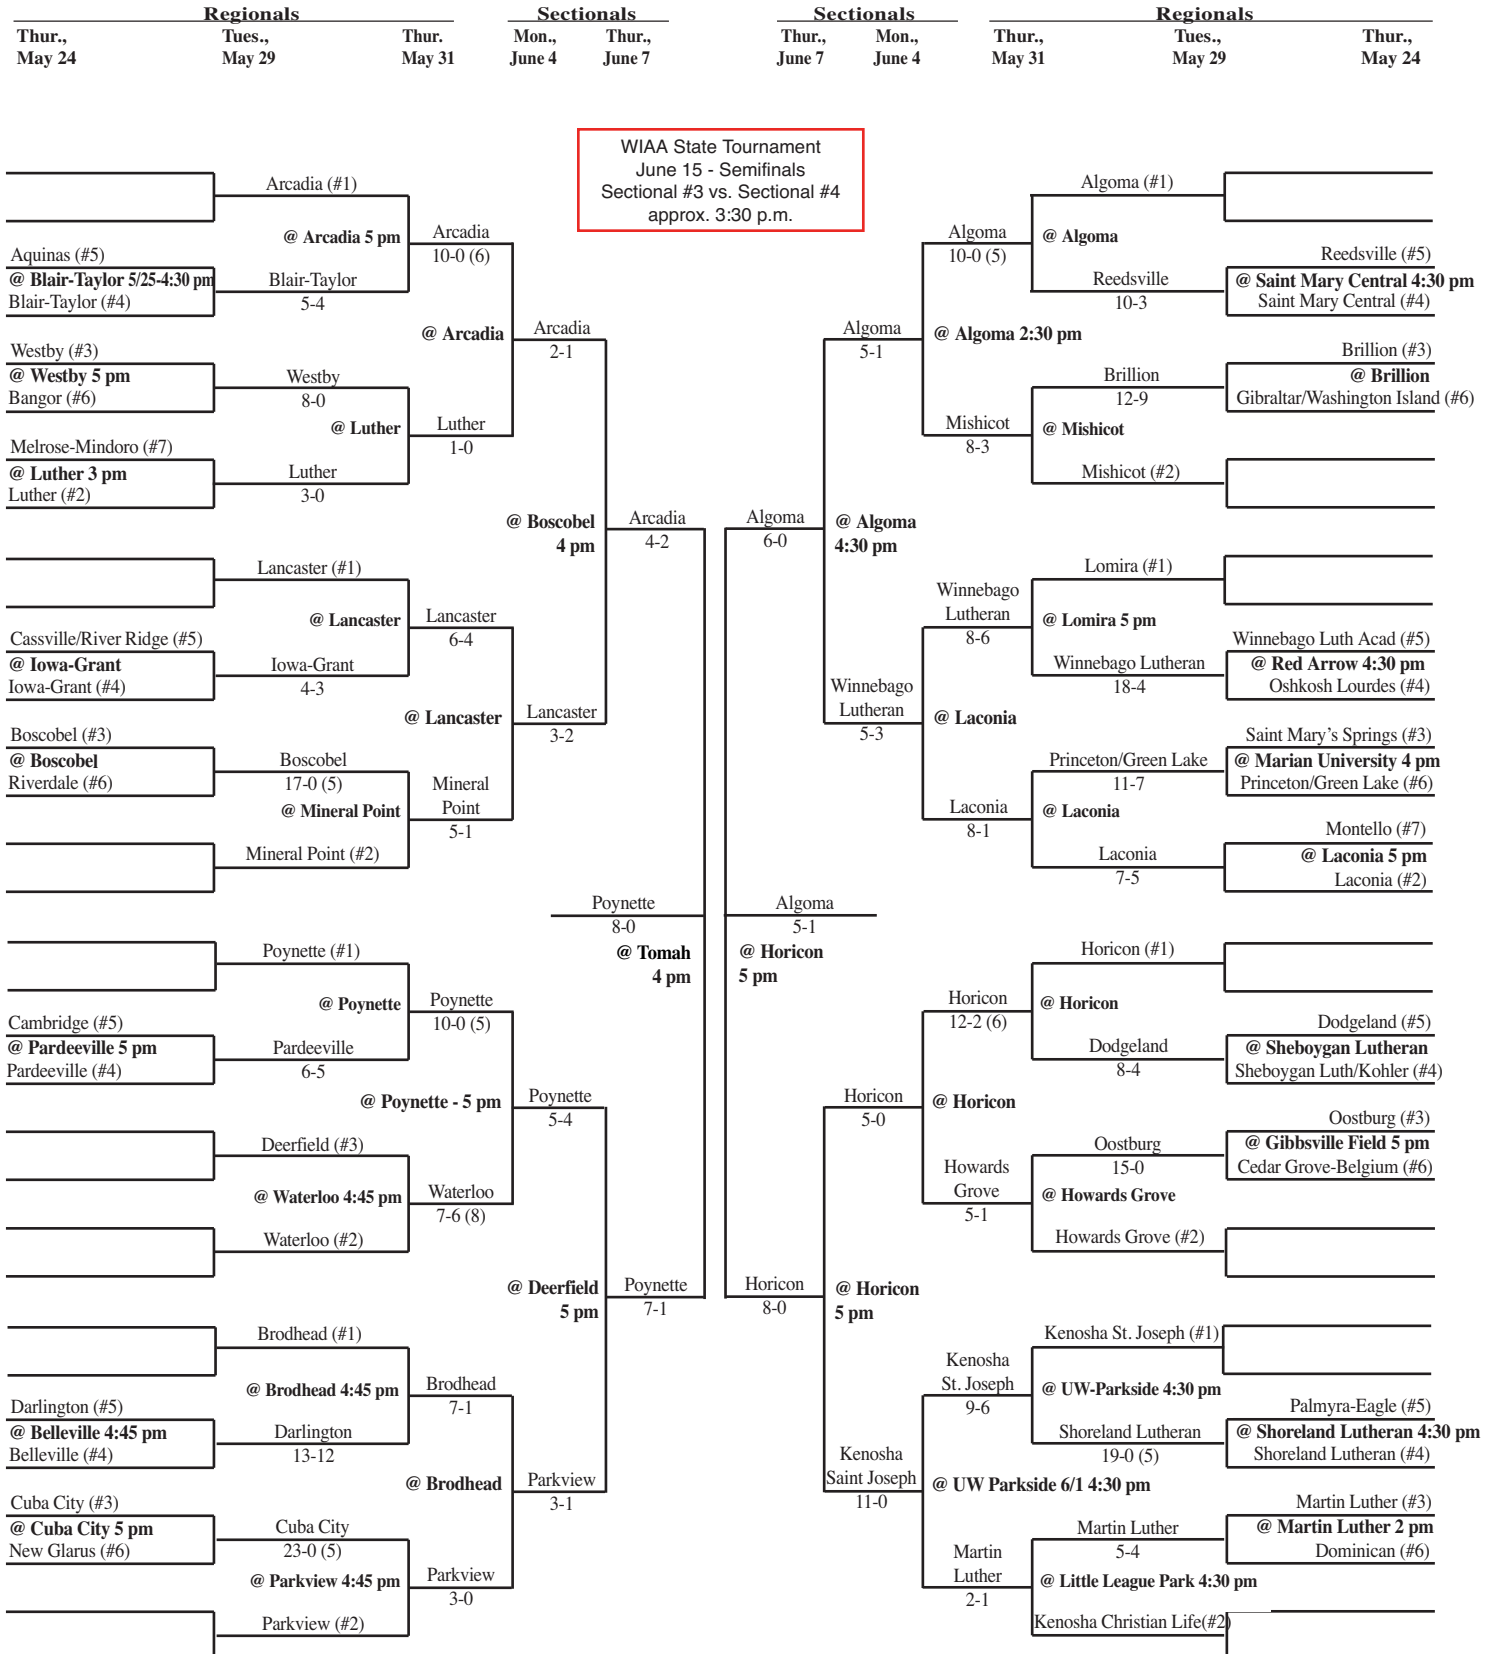 Regionals
Sectionals
Sectionals
Regionals
Thur.,
May 24
Tues.,
May 29
Thur.
May 31
Mon.,
June 4
Thur.,
June 7
Thur.,
June 7
Mon.,
June 4
Thur.,
May 31
Tues.,
May 29
Thur.,
May 24
WIAA State Tournament
June 15 - Semifinals
Sectional #3 vs. Sectional #4
approx. 3:30 p.m.
Arcadia (#1)
@ Arcadia 5 pm
Aquinas (#5)
@ Blair-Taylor 5/25-4:30 pm
Blair-Taylor (#4)
Blair-Taylor
5-4
Arcadia
10-0 (6)
@ Arcadia
Westby (#3)
@ Westby 5 pm
Bangor (#6)
Westby
8-0
@ Luther
Melrose-Mindoro (#7)
@ Luther 3 pm
Luther (#2)
Luther
3-0
Luther
1-0
Arcadia
2-1
@ Boscobel
4 pm
Arcadia
4-2
Lancaster (#1)
@ Lancaster
Cassville/River Ridge (#5)
@ Iowa-Grant
Iowa-Grant (#4)
Iowa-Grant
4-3
Lancaster
6-4
@ Lancaster
Lancaster
3-2
Boscobel (#3)
@ Boscobel
Riverdale (#6)
Boscobel
17-0 (5)
@ Mineral Point
Mineral Point (#2)
Mineral
Point
5-1
Poynette
8-0
@ Tomah
4 pm
Poynette (#1)
@ Poynette
Cambridge (#5)
@ Pardeeville 5 pm
Pardeeville (#4)
Pardeeville
6-5
Poynette
10-0 (5)
@ Poynette - 5 pm
Poynette
5-4
Deerfield (#3)
@ Waterloo 4:45 pm
Waterloo (#2)
Waterloo
7-6 (8)
@ Deerfield
5 pm
Poynette
7-1
Brodhead (#1)
@ Brodhead 4:45 pm
Darlington (#5)
@ Belleville 4:45 pm
Belleville (#4)
Darlington
13-12
Brodhead
7-1
@ Brodhead
Parkview
3-1
Cuba City (#3)
@ Cuba City 5 pm
New Glarus (#6)
Cuba City
23-0 (5)
@ Parkview 4:45 pm
Parkview (#2)
Parkview
3-0
Algoma (#1)
@ Algoma
Algoma
10-0 (5)
Reedsville (#5)
@ Saint Mary Central 4:30 pm
Saint Mary Central (#4)
Reedsville
10-3
Algoma
5-1
@ Algoma 2:30 pm
Brillion (#3)
@ Brillion
Gibraltar/Washington Island (#6)
Brillion
12-9
Mishicot
8-3
@ Mishicot
Mishicot (#2)
Algoma
6-0
@ Algoma
4:30 pm
Lomira (#1)
Winnebago
Lutheran
8-6
@ Lomira 5 pm
Winnebago Luth Acad (#5)
@ Red Arrow 4:30 pm
Oshkosh Lourdes (#4)
Winnebago Lutheran
18-4
Winnebago
Lutheran
5-3
@ Laconia
Saint Mary's Springs (#3)
@ Marian University 4 pm
Princeton/Green Lake (#6)
Princeton/Green Lake
11-7
Laconia
8-1
@ Laconia
Montello (#7)
@ Laconia 5 pm
Laconia (#2)
Laconia
7-5
Algoma
5-1
@ Horicon
5 pm
Horicon (#1)
Horicon
12-2 (6)
@ Horicon
Dodgeland (#5)
@ Sheboygan Lutheran
Sheboygan Luth/Kohler (#4)
Dodgeland
8-4
Horicon
5-0
@ Horicon
Oostburg (#3)
@ Gibbsville Field 5 pm
Cedar Grove-Belgium (#6)
Oostburg
15-0
Howards
Grove
5-1
@ Howards Grove
Howards Grove (#2)
Horicon
8-0
@ Horicon
5 pm
Kenosha St. Joseph (#1)
Kenosha
St. Joseph
9-6
@ UW-Parkside 4:30 pm
Palmyra-Eagle (#5)
@ Shoreland Lutheran 4:30 pm
Shoreland Lutheran (#4)
Shoreland Lutheran
19-0 (5)
Kenosha
Saint Joseph
11-0
@ UW Parkside 6/1 4:30 pm
Martin Luther (#3)
@ Martin Luther 2 pm
Dominican (#6)
Martin Luther
5-4
Martin
Luther
2-1
@ Little League Park 4:30 pm
Kenosha Christian Life(#2)